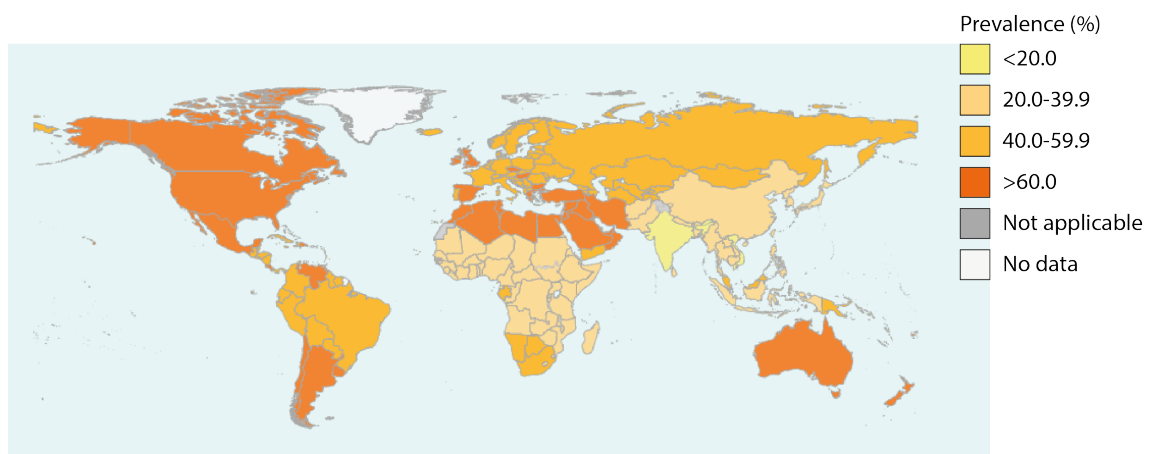 Prevalence (%)
<20.0
20.0-39.9
40.0-59.9
>60.0
Not applicable
No data